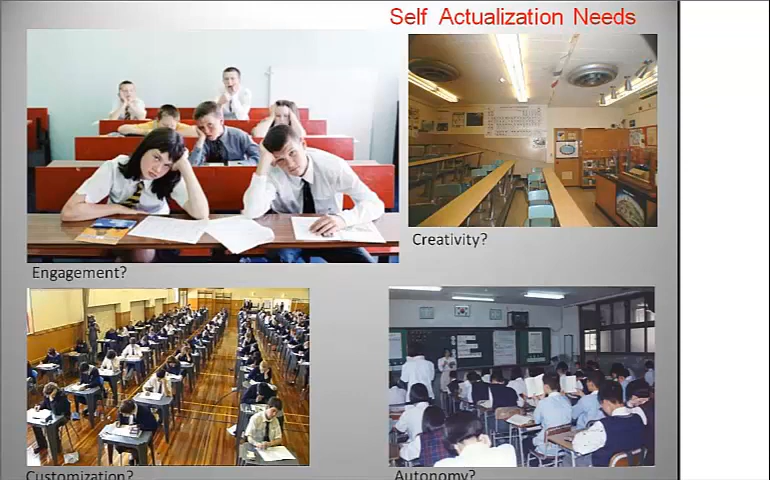 Self Actualization Needs
Engagement?
Creativity?
Customization?
Autonomy?